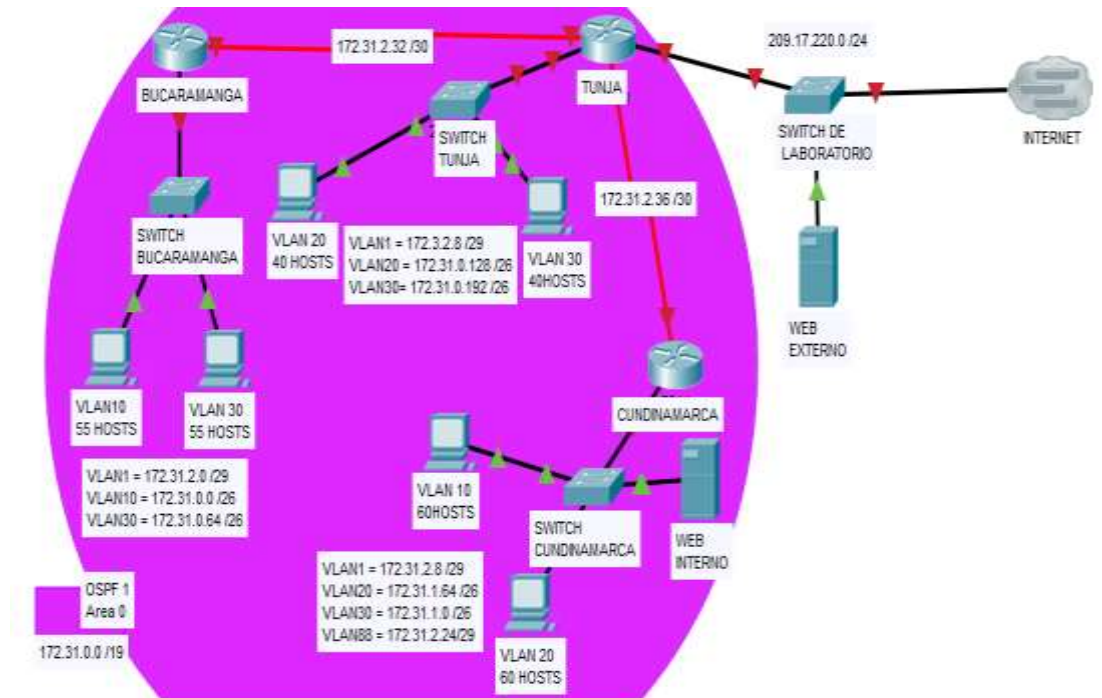 172.31.2.32 /30
209.17.220.0 /24
BUCARAMANGA
TUNJA
SWITCH
TUNJA
SWITCH DE
LABORATORIO
INTERNET
172.31.2.36 /30
SWITCH
BUCARAMANGA
VLAN 20
40 HOSTS
VLAN1 = 172.3.2.8 /29
VLAN20 = 172.31.0.128 /26
VLAN30= 172.31.0.192 /26
VLAN 30
40HOSTS
WEB
EXTERNO
VLAN10
55 HOSTS
VLAN 30
55 HOSTS
CUNDINAMARCA
VLAN1 = 172.31.2.0 /29
VLAN10 = 172.31.0.0 /26
VLAN30 = 172.31.0.64 /26
VLAN 10
60HOSTS
SWITCH
CUNDINAMARCA
WEB
INTERNO
VLAN1 = 172.31.2.8 /29
VLAN20 = 172.31.1.64 /26
VLAN30 = 172.31.1.0 /26
VLAN88 = 172.31.2.24/29
OSPF 1
Area 0
172.31.0.0 /19
VLAN 20
60 HOSTS